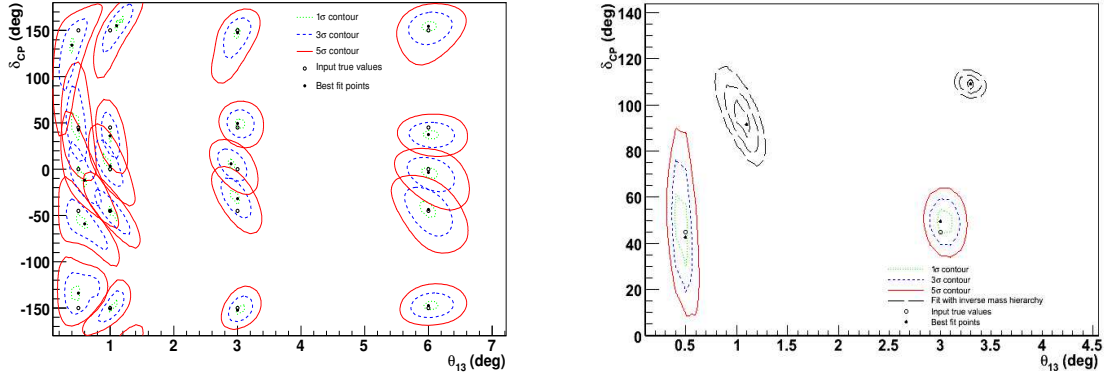 δCP (deg)
150
100
50
0
-50
-100
-150
1 2 3 4 5 6 7
θ13 (deg)
1σ contour
3σ contour
5σ contour
Input true values
Best fit points
δCP (deg)
140
120
100
80
60
40
20
0
0.5 1 1.5 2 2.5 3 3.5 4 4.5
θ13 (deg)
1σ contour
3σ contour
5σ contour
Fit with inverse mass hierarchy
Input true values
Best fit points